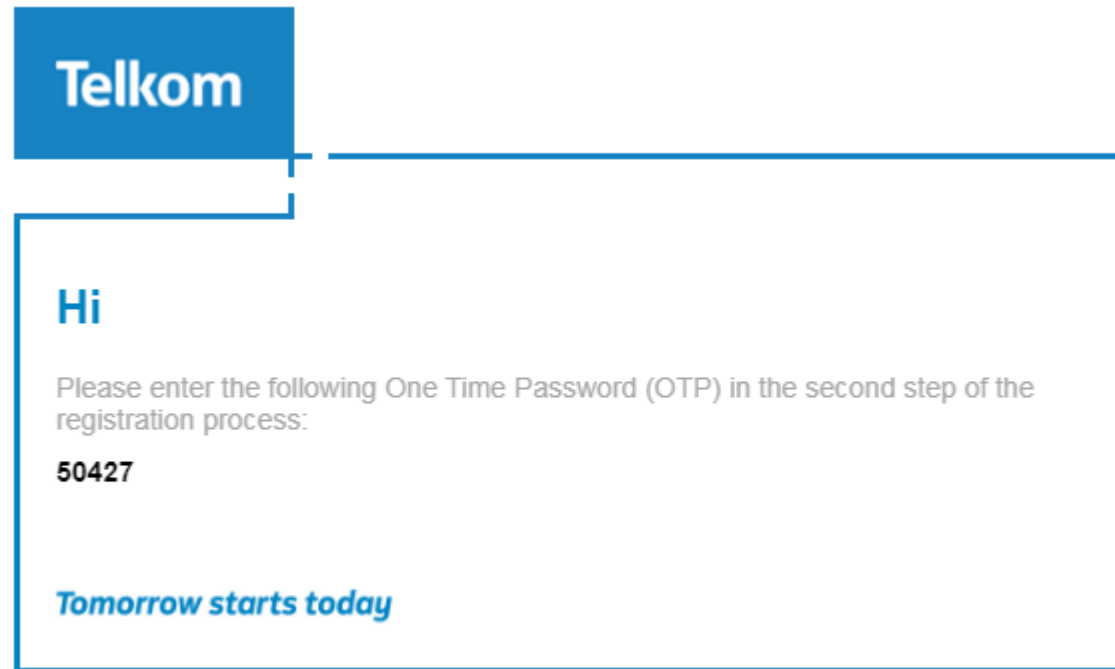 Telkom
Hi
Please enter the following One Time Password (OTP) in the second step of the
registration process:
50427
Tomorrow starts today